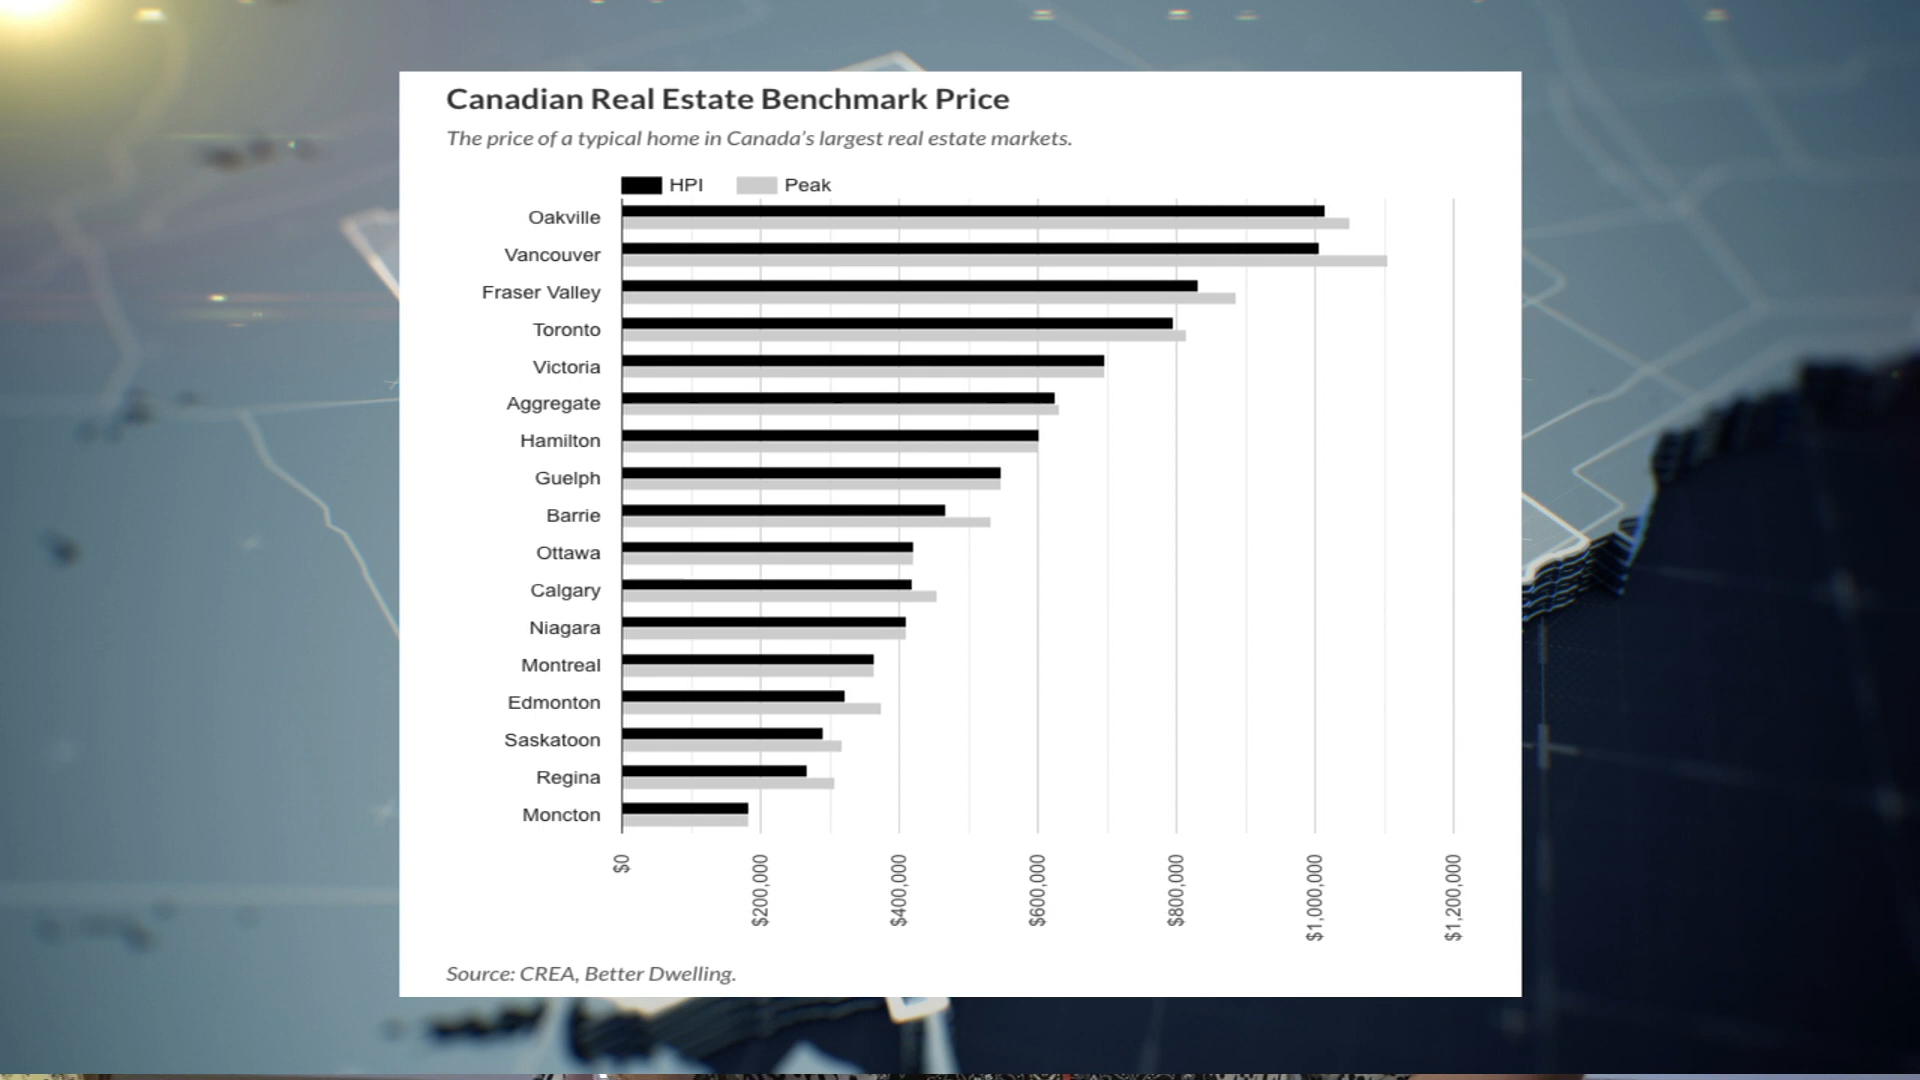 Canadian Real Estate Benchmark Price
The price of a typical home in Canada's largest real estate markets.
HPI Peak
Oakville
Vancouver
Fraser Valley
Toronto
Victoria
Aggregate
Hamilton
Guelph
Barrie
Ottawa
Calgary
Niagara
Montreal
Edmonton
Saskatoon
Regina
Moncton
$0 $200,000 $400,000 $600,000 $800,000 $1,000,000 $1,200,000
Source: CREA, Better Dwelling.